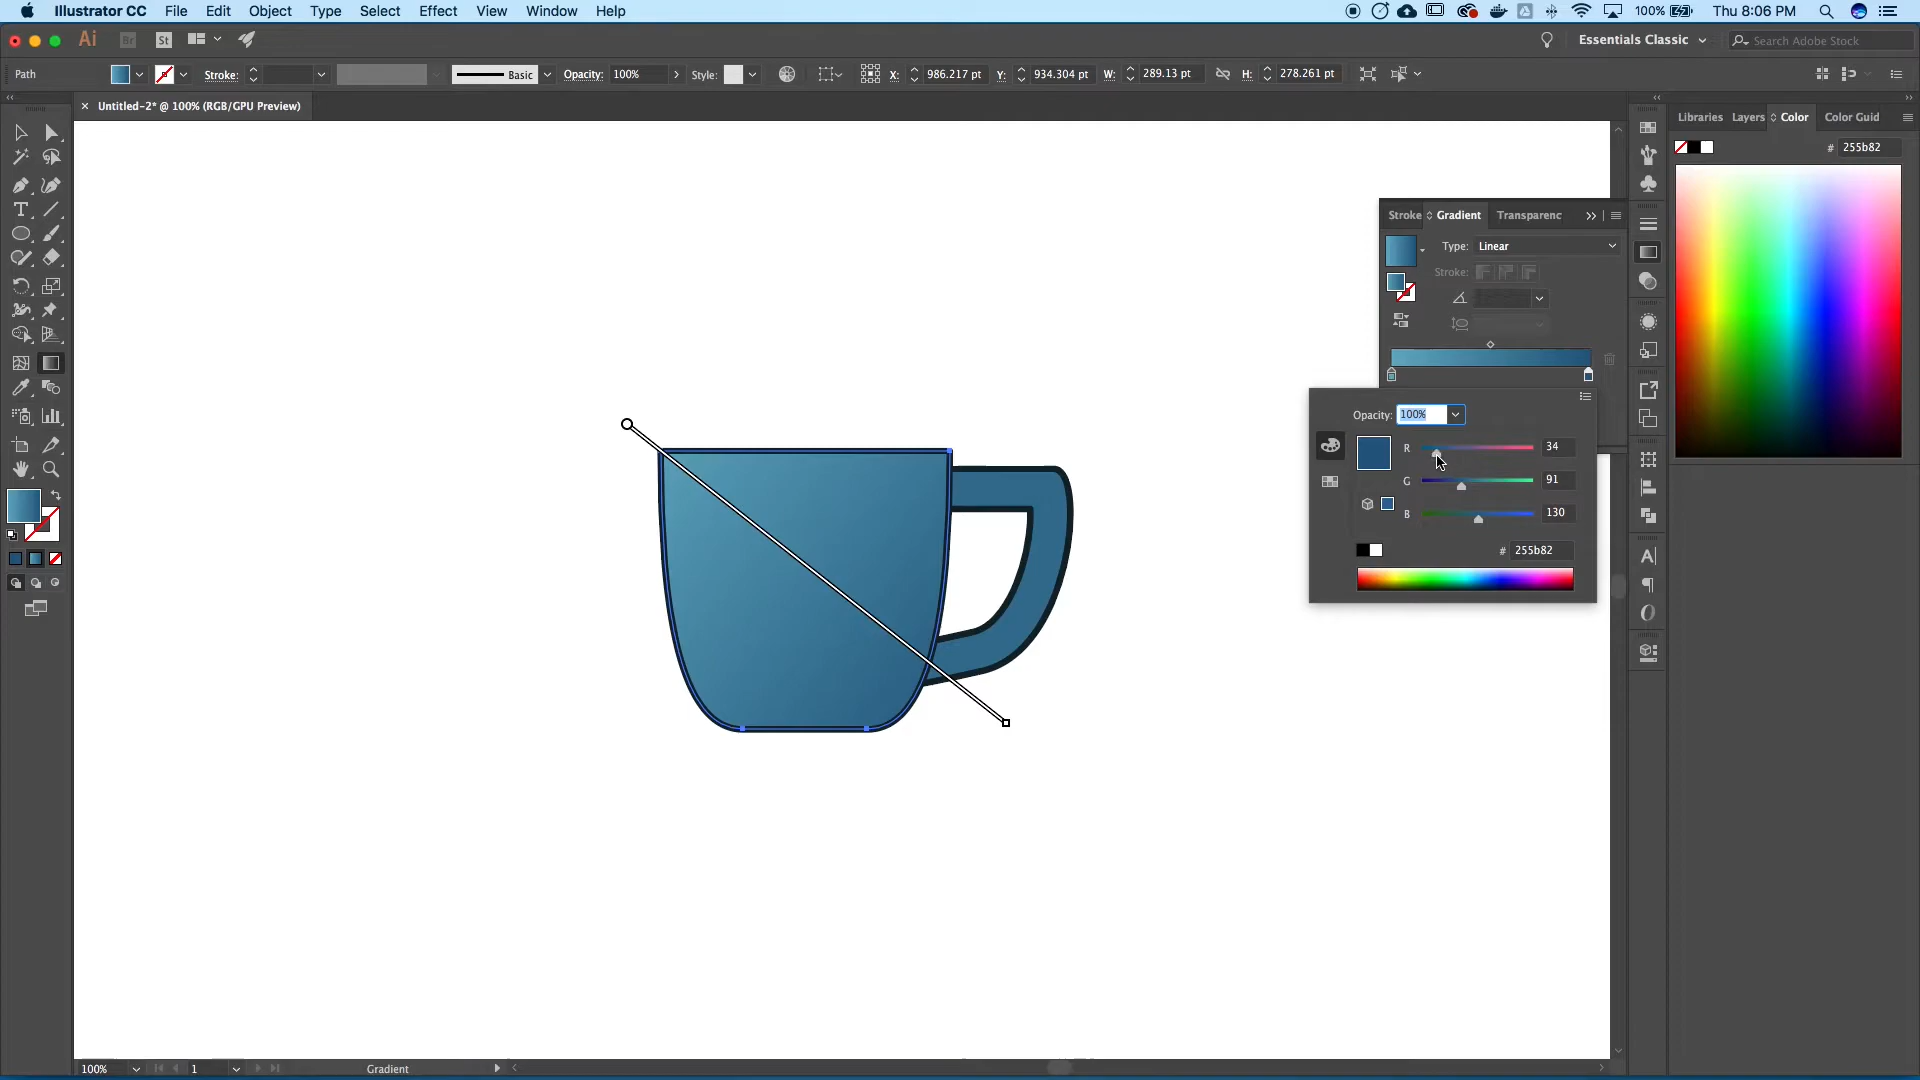 Illustrator CC File Edit Object Type Select Effect View Window Help 100% Thu 8:06 PM
Ai Br St Essentials Classic Search Adobe Stock
Path Stroke: Basic Opacity: 100% Style: X: 986.217 pt Y: 934.304 pt W: 289.13 pt H: 278.261 pt
× Untitled-2* @ 100% (RGB/GPU Preview)
Libraries Layers Color Color Guid
# 255b82
Stroke Gradient Transparenc
Type: Linear
Stroke:
Opacity: 100%
R 34
G 91
B 130
# 255b82
100% 1 Gradient